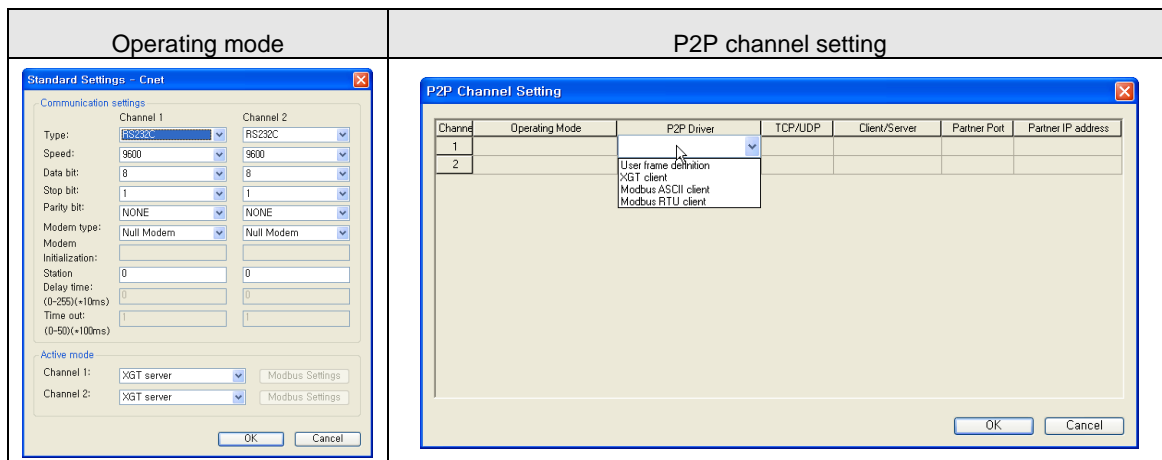 Operating mode
P2P channel setting
Standard Settings - Cnet
Communication settings
Channel 1 Channel 2
Type: RS232C RS232C
Speed: 9600 9600
Data bit: 8 8
Stop bit: 1 1
Parity bit: NONE NONE
Modem type: Null Modem Null Modem
Modem
Initialization:
Station 0 0
Delay time:
(0-255)(*10ms) 0 0
Time out:
(0-50)(*100ms) 1 1
Active mode
Channel 1: XGT server Modbus Settings
Channel 2: XGT server Modbus Settings
OK Cancel
P2P Channel Setting
Channe Operating Mode P2P Driver TCP/UDP Client/Server Partner Port Partner IP address
1
2
User frame definition
XGT client
Modbus ASCII client
Modbus RTU client
OK Cancel